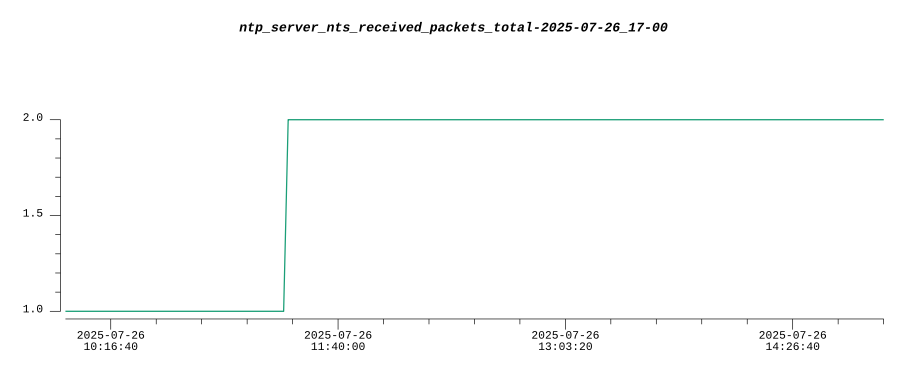 ntp_server_nts_received_packets_total-2025-07-26_17-00
2.0
1.5
1.0
2025-07-26 2025-07-26 2025-07-26 2025-07-26
10:16:40 11:40:00 13:03:20 14:26:40